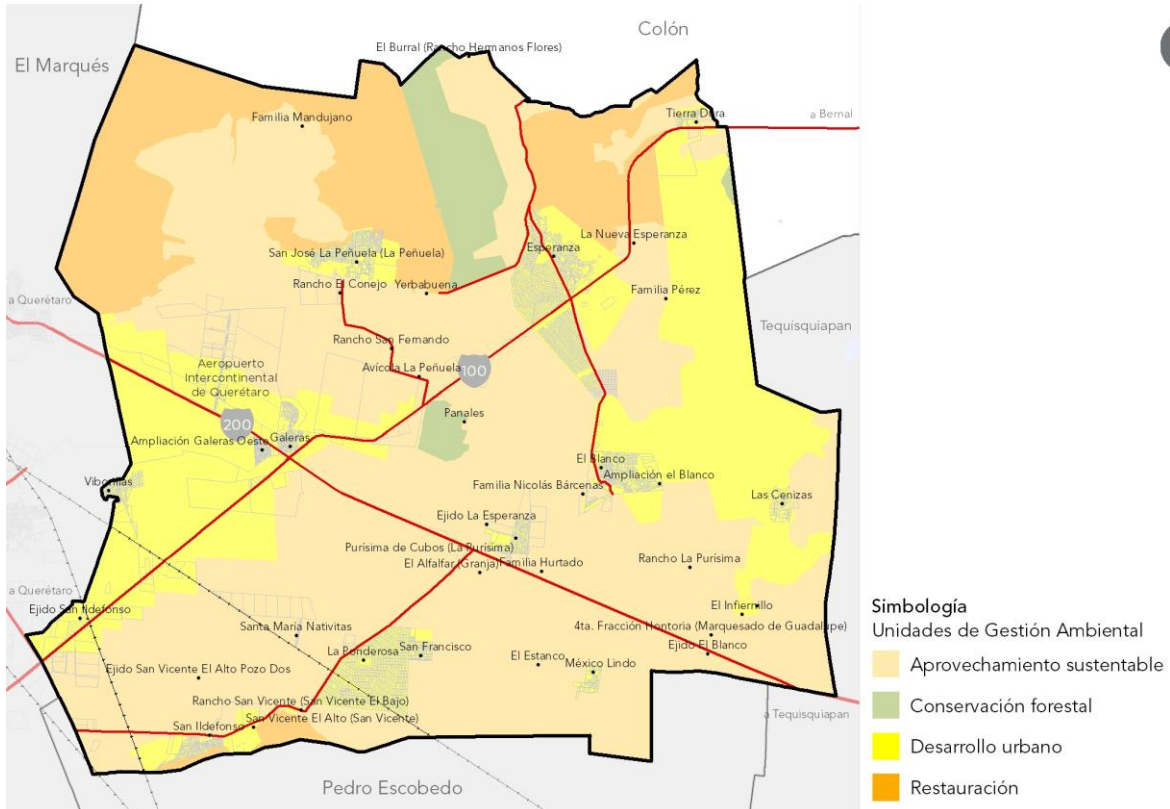 El Burral (Rancho Hermanos Flores)
Colón
El Marqués
Tierra Dura
a Bernal
Familia Mandujano
La Nueva Esperanza
San José La Peñuela (La Peñuela)
Esperanza
Rancho El Conejo
Yerbabuena
Familia Pérez
a Querétaro
Tequisquiapan
Rancho San Fernando
Aeropuerto
Intercontinental
de Querétaro
Avícola La Peñuela
100
200
Panales
Ampliación Galeras Oeste
Galeras
El Blanco
Ampliación el Blanco
Viborillas
Familia Nicolás Bárcenas
Las Cenizas
Ejido La Esperanza
Purísima de Cubos (La Purísima)
El Alfalfar (Granja)
Familia Hurtado
Rancho La Purísima
a Querétaro
Ejido San Ildefonso
El Infiernillo
Santa María Nativitas
4ta. Fracción Hontoria (Marquesado de Guadalupe)
Ejido El Blanco
La Ponderosa
San Francisco
El Estanco
México Lindo
Ejido San Vicente El Alto Pozo Dos
Rancho San Vicente (San Vicente El Bajo)
San Ildefonso
San Vicente El Alto (San Vicente)
a Tequisquiapan
Pedro Escobedo
Simbología
Unidades de Gestión Ambiental
Aprovechamiento sustentable
Conservación forestal
Desarrollo urbano
Restauración